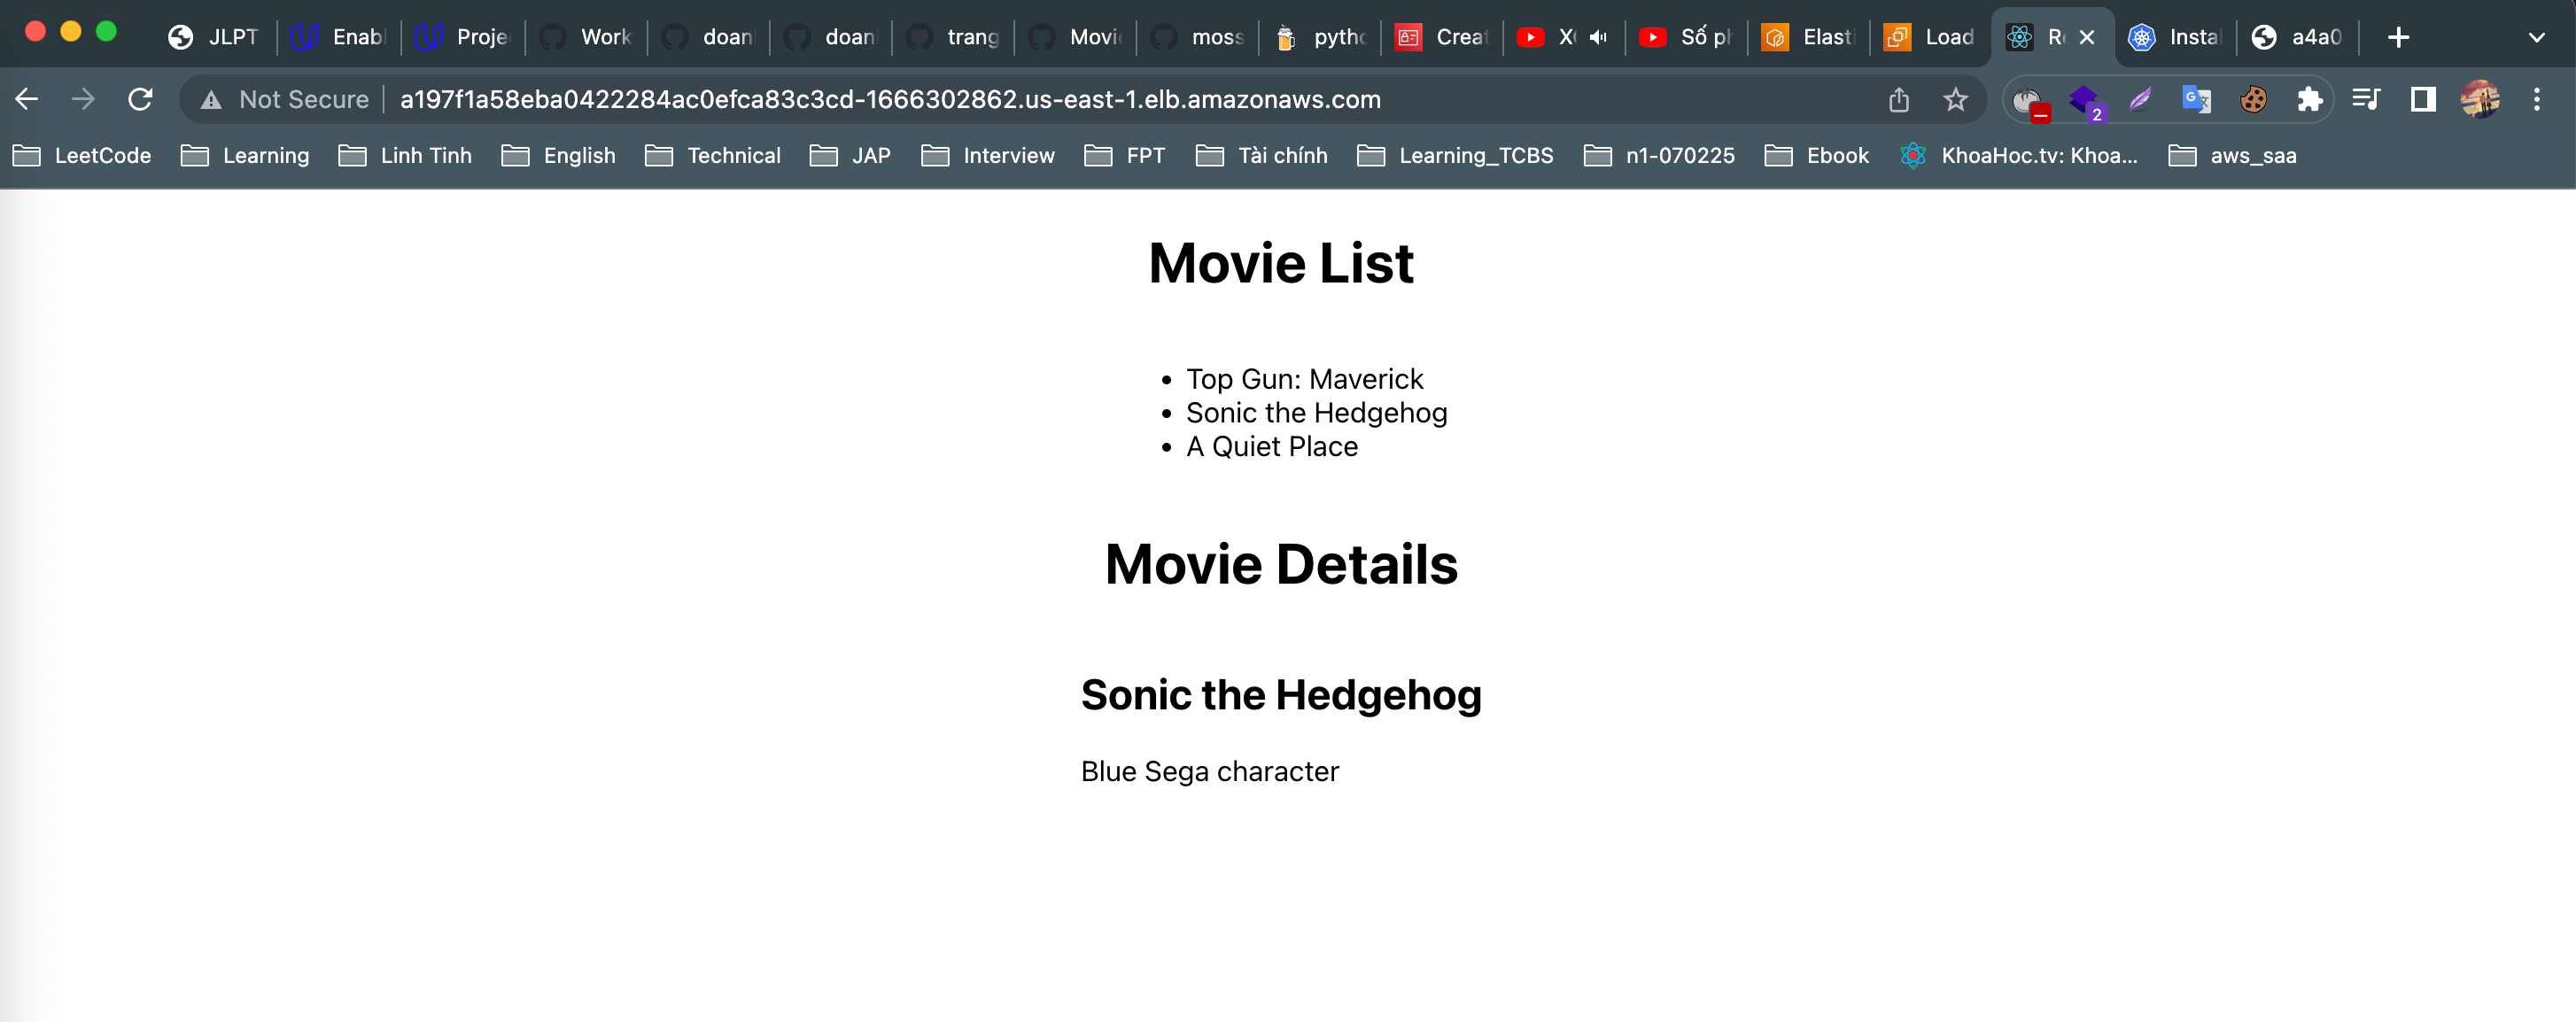 JLPT Enabl Proje Work doan doan trang Movi moss pytho Creat Số ph Elasti Load Instal a4a0
Not Secure a197f1a58eba0422284ac0efca83c3cd-1666302862.us-east-1.elb.amazonaws.com 2
LeetCode Learning Linh Tinh English Technical JAP Interview FPT Tài chính Learning_TCBS n1-070225 Ebook KhoaHoc.tv: Khoa... aws_saa
Movie List
• Top Gun: Maverick
• Sonic the Hedgehog
• A Quiet Place
Movie Details
Sonic the Hedgehog
Blue Sega character